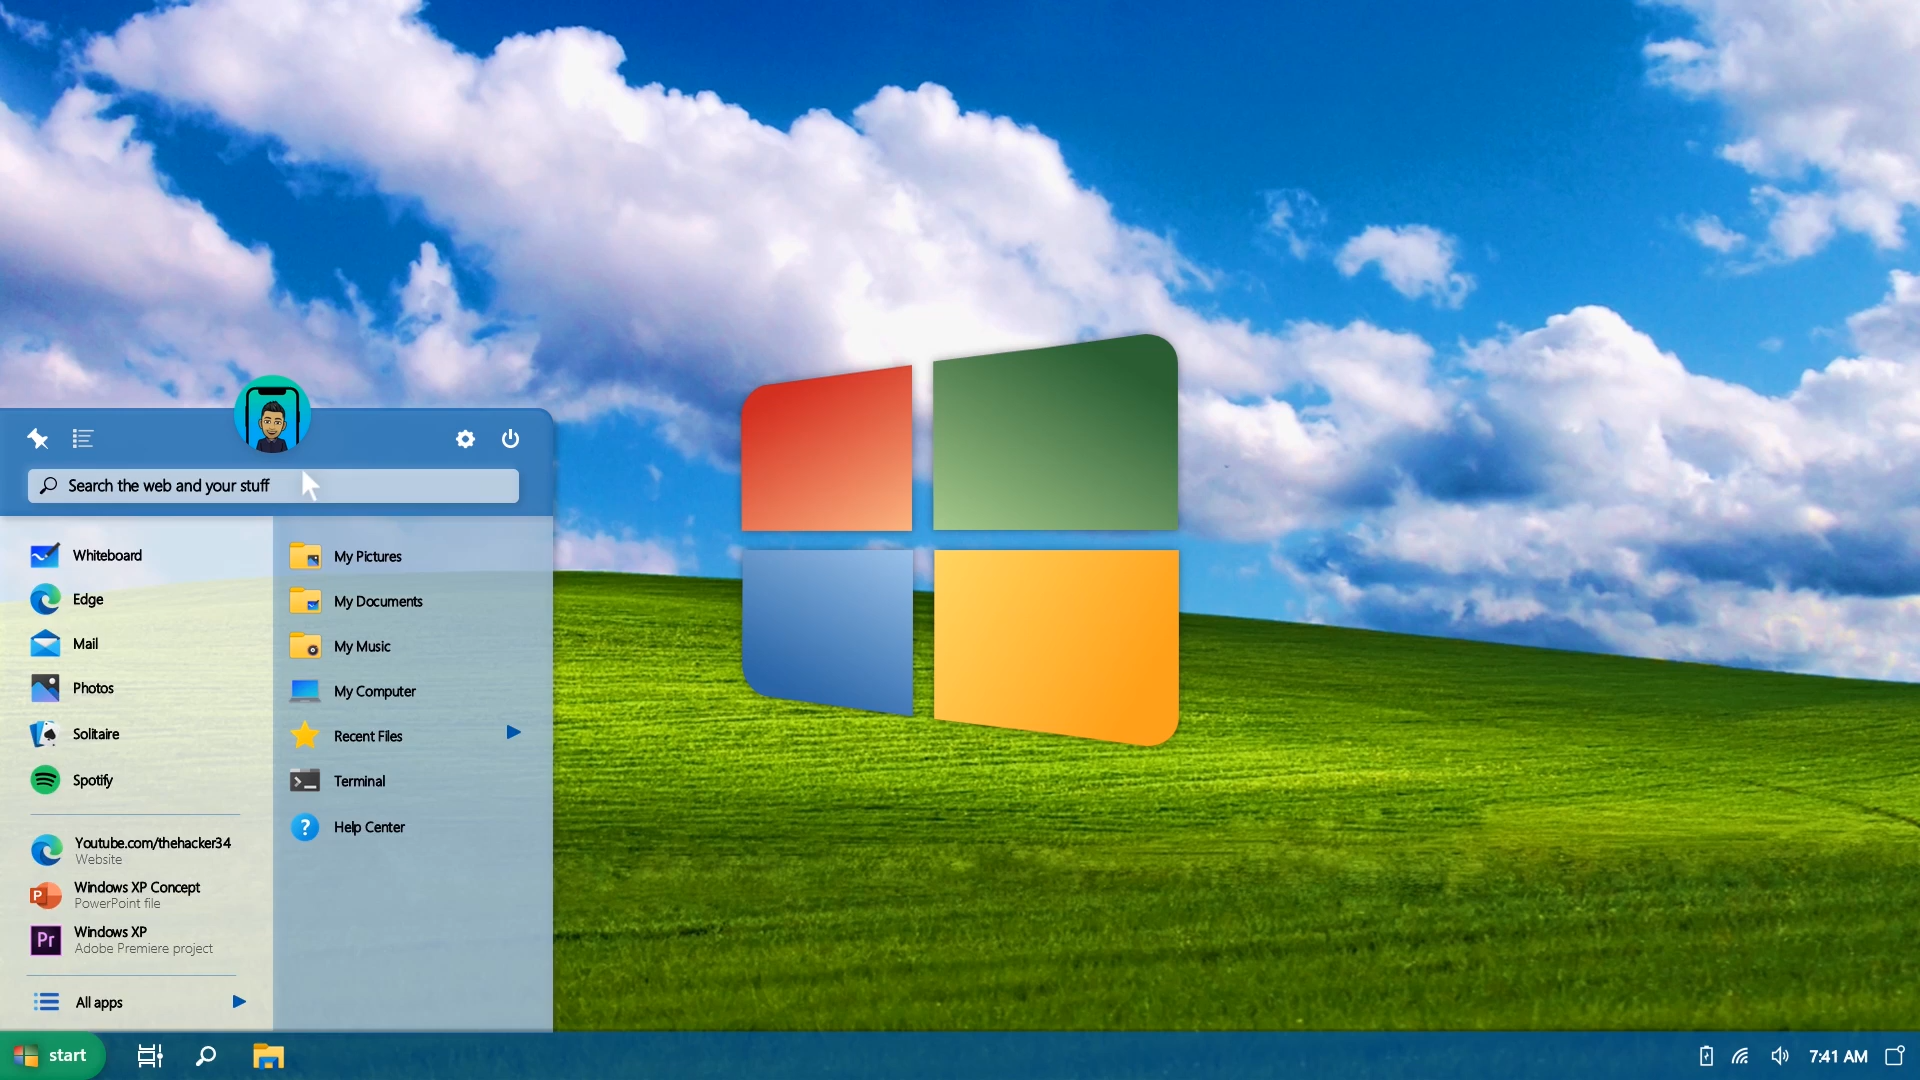 Search the web and your stuff
Whiteboard
Edge
Mail
Photos
Solitaire
Spotify
Youtube.com/thehacker34
Website
P
Windows XP Concept
PowerPoint file
Pr
Windows XP
Adobe Premiere project
All apps
My Pictures
My Documents
My Music
My Computer
Recent Files
Terminal
?
Help Center
start
7:41 AM